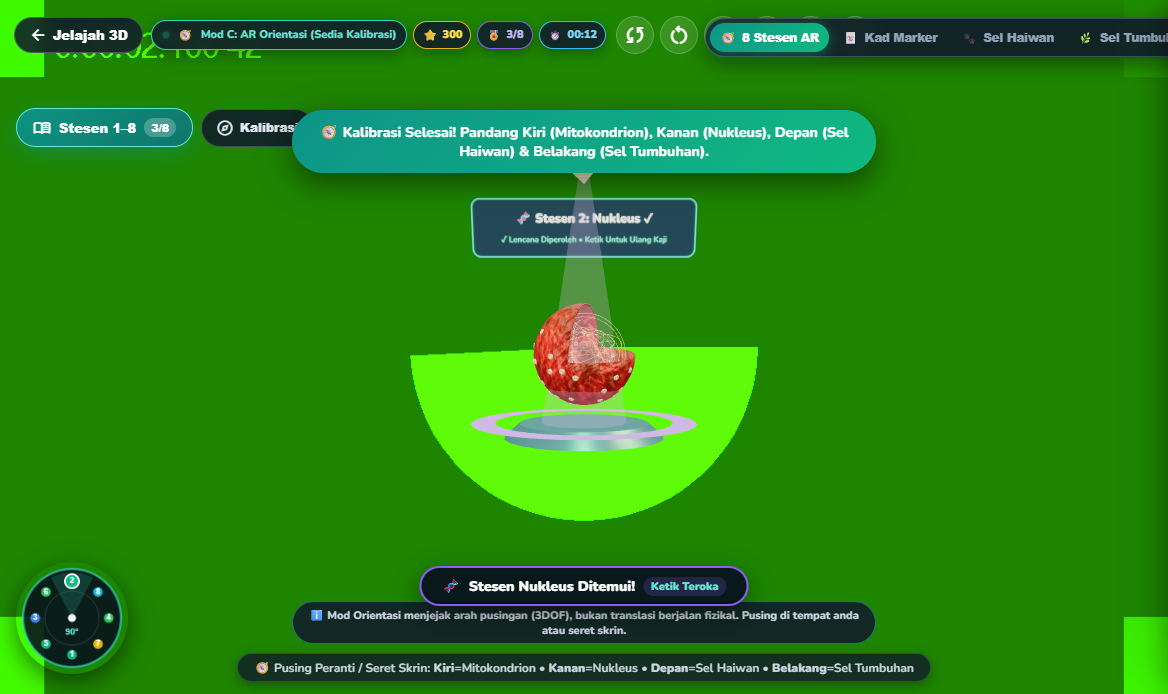 Jelajah 3D
Mod C: AR Orientasi (Sedia Kalibrasi)
300
3/8
00:12
8 Stesen AR
Kad Marker
Sel Haiwan
Sel Tumbu
Stesen 1–8 3/8
Kalibras
Kalibrasi Selesai! Pandang Kiri (Mitokondrion), Kanan (Nukleus), Depan (Sel
Haiwan) & Belakang (Sel Tumbuhan).
Stesen 2: Nukleus ✓
✓ Lencana Diperoleh • Ketik Untuk Ulang Kaji
Stesen Nukleus Ditemui! Ketik Teroka
Mod Orientasi menjejak arah pusingan (3DOF), bukan translasi berjalan fizikal. Pusing di tempat anda
atau seret skrin.
Pusing Peranti / Seret Skrin: Kiri=Mitokondrion • Kanan=Nukleus • Depan=Sel Haiwan • Belakang=Sel Tumbuhan
2
6
8
3
4
90°
5
7
1